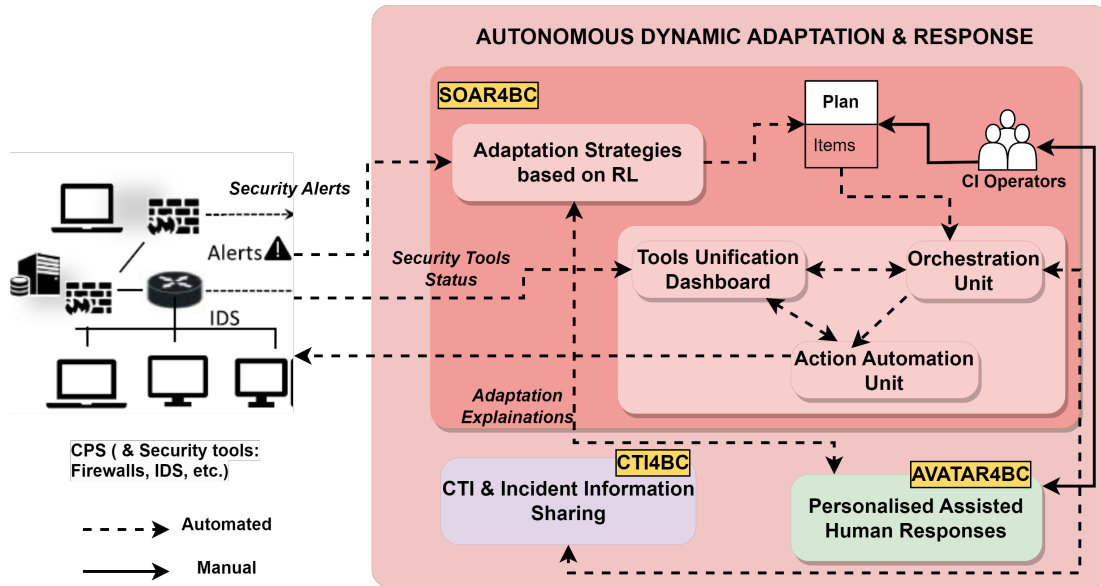 AUTONOMOUS DYNAMIC ADAPTATION & RESPONSE
SOAR4BC
Plan
Items
CI Operators
Adaptation Strategies
based on RL
Security Alerts
Alerts
Security Tools
Status
IDS
Tools Unification
Dashboard
Orchestration
Unit
Action Automation
Unit
Adaptation
Explainations
CPS ( & Security tools:
Firewalls, IDS, etc.)
CTI4BC
CTI & Incident Information
Sharing
AVATAR4BC
Personalised Assisted
Human Responses
Automated
Manual